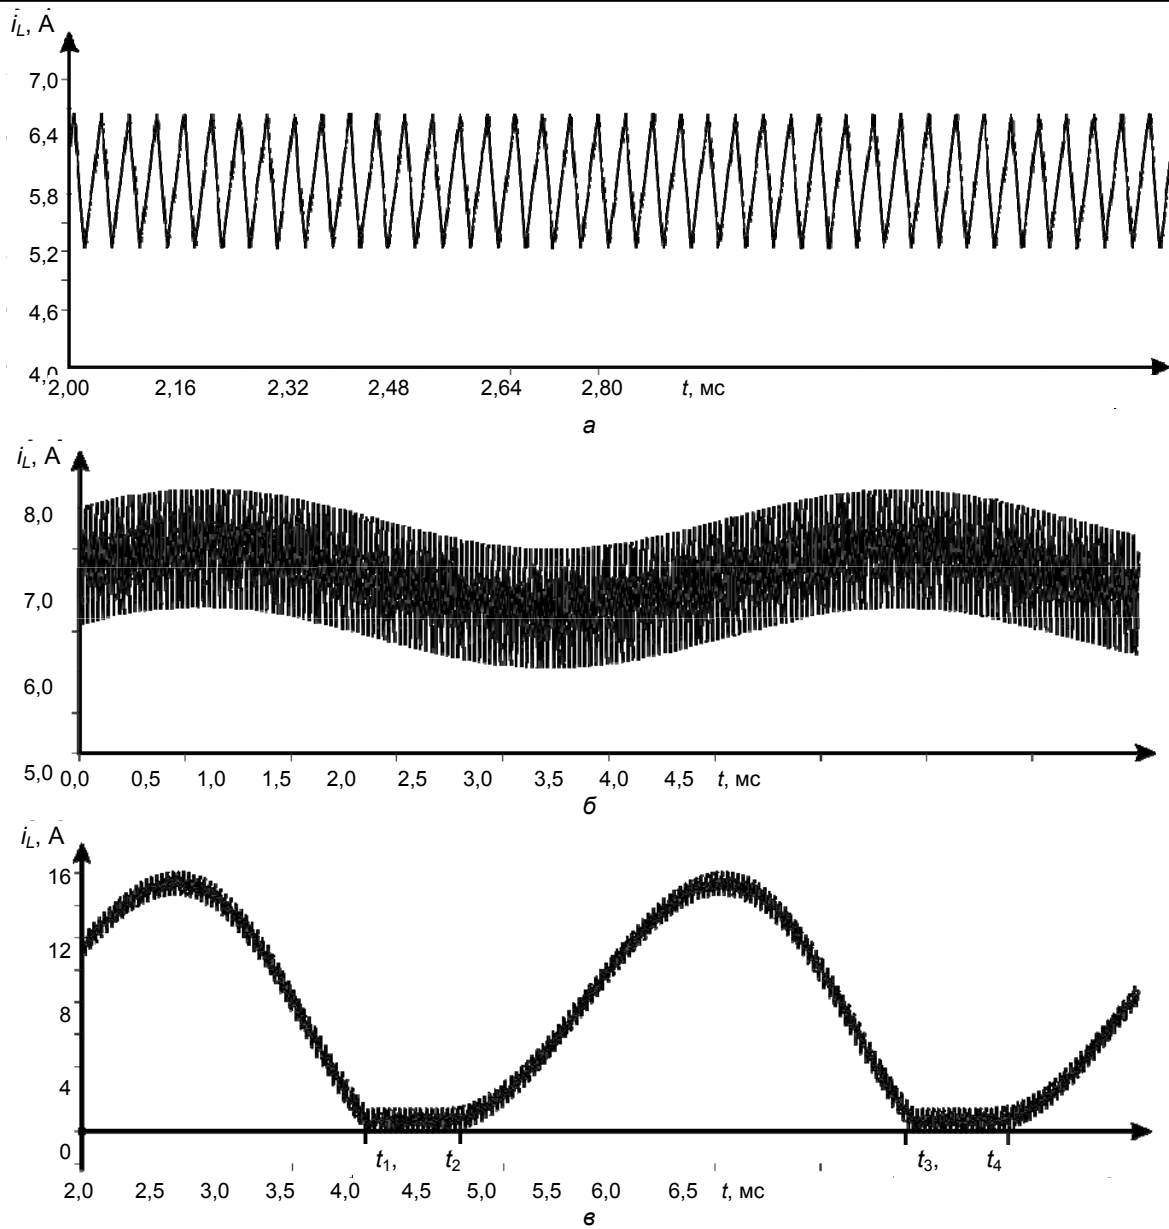 i_L, А
7,0
6,4
5,8
5,2
4,6
4,0
2,00 2,16 2,32 2,48 2,64 2,80 t, мс
а
i_L, А
8,0
7,0
6,0
5,0
0,0 0,5 1,0 1,5 2,0 2,5 3,0 3,5 4,0 4,5 t, мс
б
i_L, А
16
12
8
4
0
t₁, t₂ t₃, t₄
2,0 2,5 3,0 3,5 4,0 4,5 5,0 5,5 6,0 6,5 t, мс
в